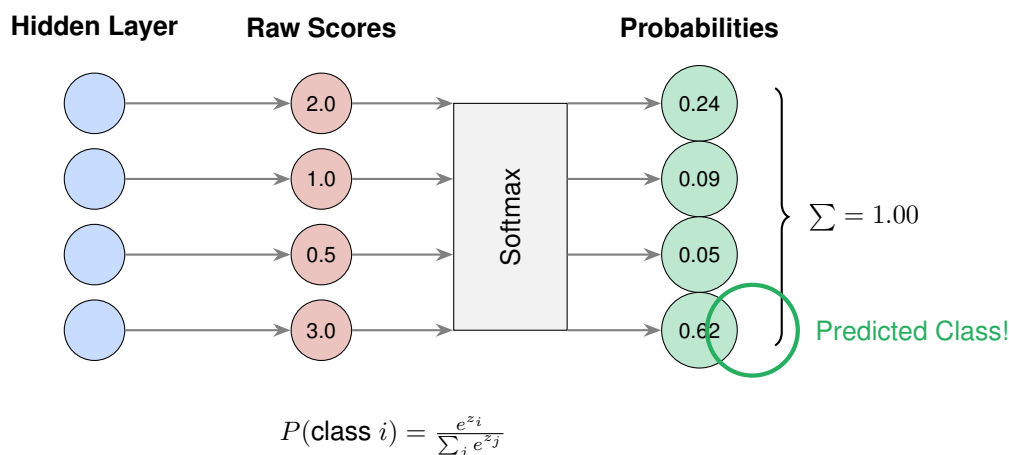 Hidden Layer Raw Scores Probabilities
2.0 0.24
1.0 0.09
Softmax
∑ = 1.00
0.5 0.05
3.0 0.62 Predicted Class!
P(class i) = e^{z_i} / ∑_j e^{z_j}